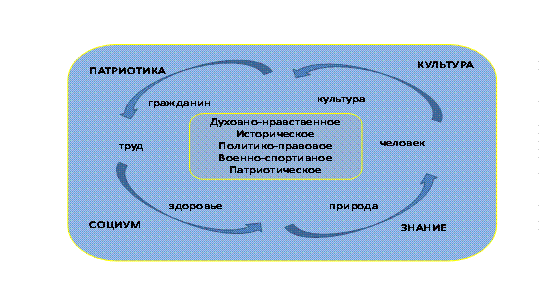 ПАТРИОТИКА
КУЛЬТУРА
гражданин
культура
Духовно-нравственное
Историческое
Политико-правовое
Военно-спортивное
Патриотическое
труд
человек
здоровье
природа
СОЦИУМ
ЗНАНИЕ